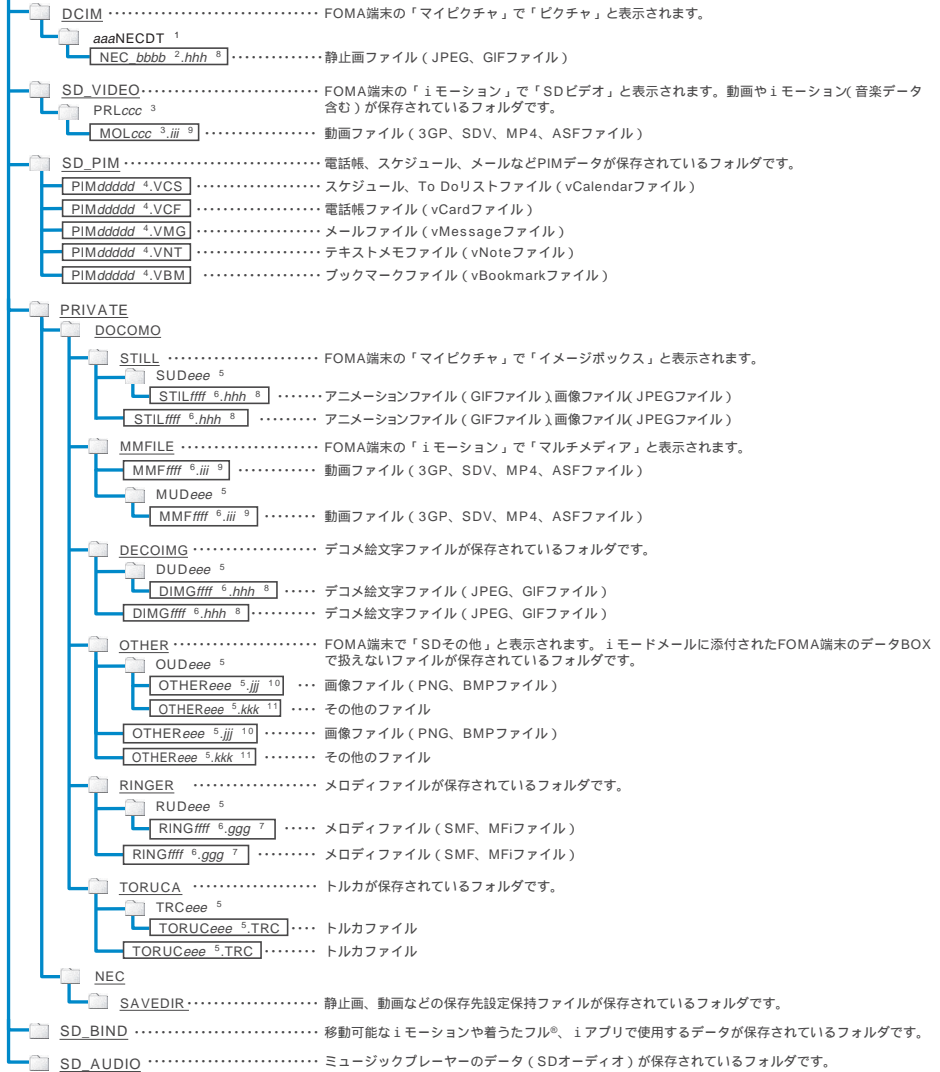 DCIM ・・・・・・・・・・・・・・・・・・ FOMA端末の「マイピクチャ」で「ピクチャ」と表示されます。
aaaNECDT 1
NEC_bbbb 2.hhh 8 ・・・・・・・・・・・・・ 静止画ファイル(JPEG、GIFファイル)
SD_VIDEO ・・・・・・・・・・・・・・・・・・ FOMA端末の「iモーション」で「SDビデオ」と表示されます。動画やiモーション(音楽データ
含む)が保存されているフォルダです。
PRLccc 3
MOLccc 3.iii 9 ・・・・・・・・・・・・・・・・ 動画ファイル(3GP、SDV、MP4、ASFファイル)
SD_PIM ・・・・・・・・・・・・・・・・・・・・・・ 電話帳、スケジュール、メールなどPIMデータが保存されているフォルダです。
PIMddddd 4.VCS ・・・・・・・・・・・・・・・・・・ スケジュール、To Doリストファイル(vCalendarファイル)
PIMddddd 4.VCF ・・・・・・・・・・・・・・・・・・ 電話帳ファイル(vCardファイル)
PIMddddd 4.VMG ・・・・・・・・・・・・・・・・・・ メールファイル(vMessageファイル)
PIMddddd 4.VNT ・・・・・・・・・・・・・・・・・・ テキストメモファイル(vNoteファイル)
PIMddddd 4.VBM ・・・・・・・・・・・・・・・・・ ブックマークファイル(vBookmarkファイル)
PRIVATE
DOCOMO
STILL ・・・・・・・・・・・・・・・・・・・・・・ FOMA端末の「マイピクチャ」で「イメージボックス」と表示されます。
SUDeee 5
STILffff 6.hhh 8 ・・・・・・・ アニメーションファイル(GIFファイル)、画像ファイル(JPEGファイル)
STILffff 6.hhh 8 ・・・・・・・・・・ アニメーションファイル(GIFファイル)、画像ファイル(JPEGファイル)
MMFILE ・・・・・・・・・・・・・・・・・・・・ FOMA端末の「iモーション」で「マルチメディア」と表示されます。
MMFffff 6.iii 9 ・・・・・・・・・・・ 動画ファイル(3GP、SDV、MP4、ASFファイル)
MUDeee 5
MMFffff 6.iii 9 ・・・・・・・・ 動画ファイル(3GP、SDV、MP4、ASFファイル)
DECOIMG ・・・・・・・・・・・・・・・・・・ デコメ絵文字ファイルが保存されているフォルダです。
DUDeee 5
DIMGffff 6.hhh 8 ・・・・・ デコメ絵文字ファイル(JPEG、GIFファイル)
DIMGffff 6.hhh 8 ・・・・・・・・・・ デコメ絵文字ファイル(JPEG、GIFファイル)
OTHER ・・・・・・・・・・・・・・・・・・・・・ FOMA端末で「SDその他」と表示されます。iモードメールに添付されたFOMA端末のデータBOX
で扱えないファイルが保存されているフォルダです。
OUDeee 5
OTHEReee 5.jjj 10 ・・・ 画像ファイル(PNG、BMPファイル)
OTHEReee 5.kkk 11 ・・・・ その他のファイル
OTHEReee 5.jjj 10 ・・・・・・・・ 画像ファイル(PNG、BMPファイル)
OTHEReee 5.kkk 11 ・・・・・・・・ その他のファイル
RINGER ・・・・・・・・・・・・・・・・・・ メロディファイルが保存されているフォルダです。
RUDeee 5
RINGffff 6.ggg 7 ・・・・・ メロディファイル(SMF、MFiファイル)
RINGffff 6.ggg 7 ・・・・・・・・・ メロディファイル(SMF、MFiファイル)
TORUCA ・・・・・・・・・・・・・・・・・・ トルカが保存されているフォルダです。
TRCeee 5
TORUCeee 5.TRC ・・・・ トルカファイル
TORUCeee 5.TRC ・・・・・・・・ トルカファイル
NEC
SAVEDIR ・・・・・・・・・・・・・・・・・・・ 静止画、動画などの保存先設定保持ファイルが保存されているフォルダです。
SD_BIND ・・・・・・・・・・・・・・・・・・・・ 移動可能なiモーションや着うたフル®、iアプリで使用するデータが保存されているフォルダです。
SD_AUDIO ・・・・・・・・・・・・・・・・・・・ ミュージックプレーヤーのデータ(SDオーディオ)が保存されているフォルダです。